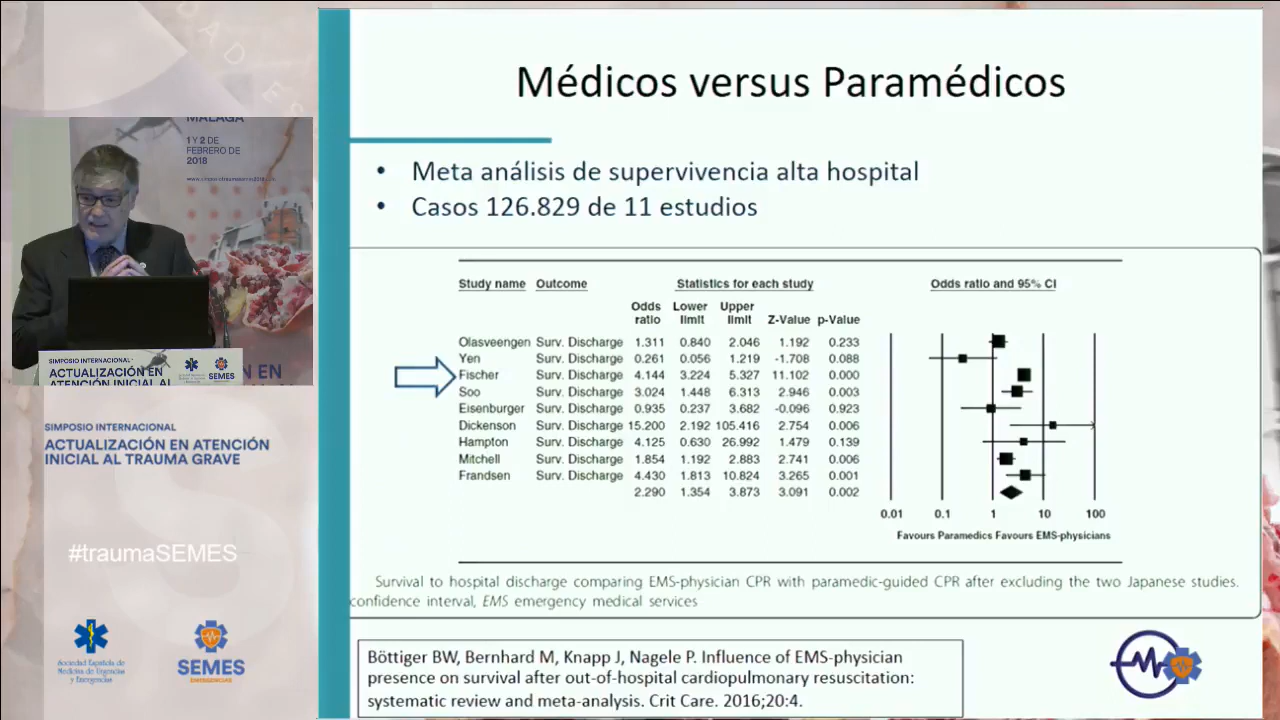 Médicos versus Paramédicos
• Meta análisis de supervivencia alta hospital
• Casos 126.829 de 11 estudios
Study name Outcome Statistics for each study Odds ratio and 95% CI
Odds ratio Lower limit Upper limit Z-Value p-Value
Olasveengen Surv. Discharge 1.311 0.840 2.046 1.192 0.233
Yen Surv. Discharge 0.261 0.056 1.219 -1.708 0.088
Fischer Surv. Discharge 4.144 3.224 5.327 11.102 0.000
Soo Surv. Discharge 3.024 1.448 6.313 2.946 0.003
Eisenburger Surv. Discharge 0.935 0.237 3.682 -0.096 0.923
Dickenson Surv. Discharge 15.200 2.192 105.416 2.754 0.006
Hampton Surv. Discharge 4.125 0.630 26.992 1.479 0.139
Mitchell Surv. Discharge 1.854 1.192 2.883 2.741 0.006
Frandsen Surv. Discharge 4.430 1.813 10.824 3.265 0.001
2.290 1.354 3.873 3.091 0.002
0.01 0.1 1 10 100
Favours Paramedics Favours EMS-physicians
Survival to hospital discharge comparing EMS-physician CPR with paramedic-guided CPR after excluding the two Japanese studies.
confidence interval, EMS emergency medical services
Böttiger BW, Bernhard M, Knapp J, Nagele P. Influence of EMS-physician
presence on survival after out-of-hospital cardiopulmonary resuscitation:
systematic review and meta-analysis. Crit Care. 2016;20:4.
MÁLAGA
1 Y 2 DE
FEBRERO DE
2018
SIMPOSIO INTERNACIONAL
ACTUALIZACIÓN EN
ATENCIÓN INICIAL AL
SEMES
SIMPOSIO INTERNACIONAL
ACTUALIZACIÓN EN ATENCIÓN
INICIAL AL TRAUMA GRAVE
#traumaSEMES
Sociedad Española de
Medicina de Urgencias
y Emergencias
SEMES
EMERGENCIAS